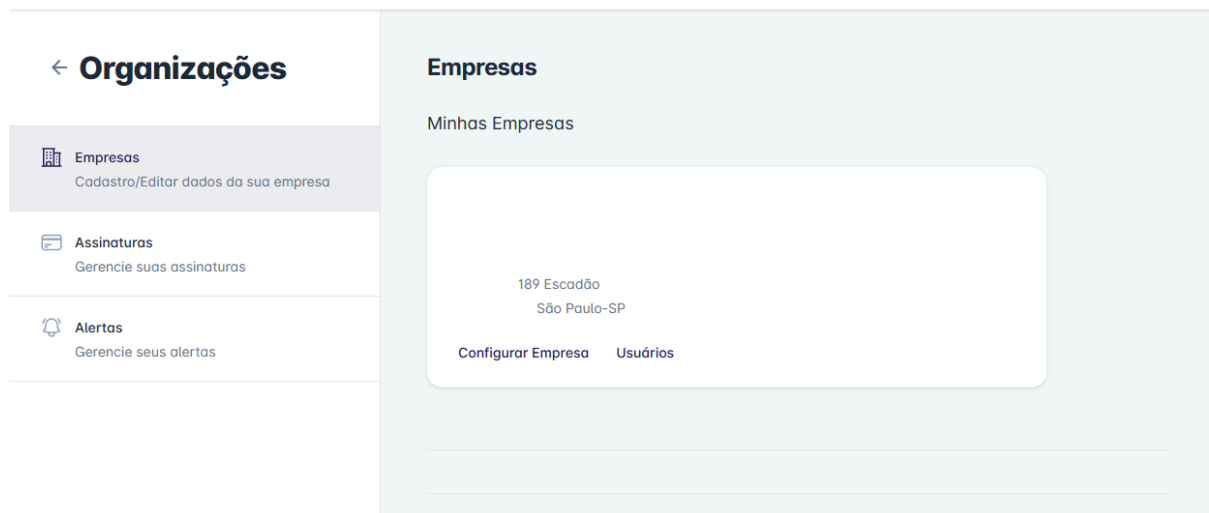 ← Organizações
Empresas
Cadastro/Editar dados da sua empresa
Assinaturas
Gerencie suas assinaturas
Alertas
Gerencie seus alertas
Empresas
Minhas Empresas
189 Escadão
São Paulo-SP
Configurar Empresa Usuários